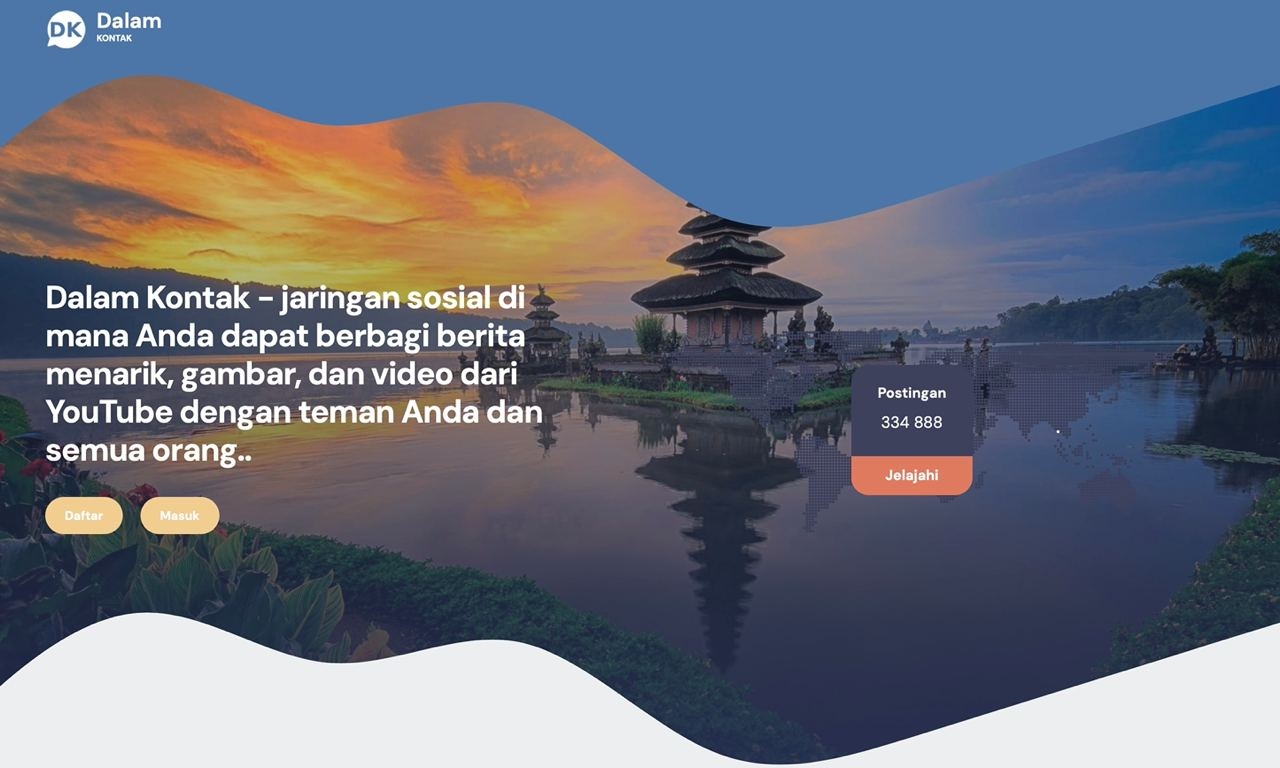 DK
Dalam
KONTAK
Dalam Kontak - jaringan sosial di
mana Anda dapat berbagi berita
menarik, gambar, dan video dari
YouTube dengan teman Anda dan
semua orang..
Daftar
Masuk
Postingan
334 888
Jelajahi